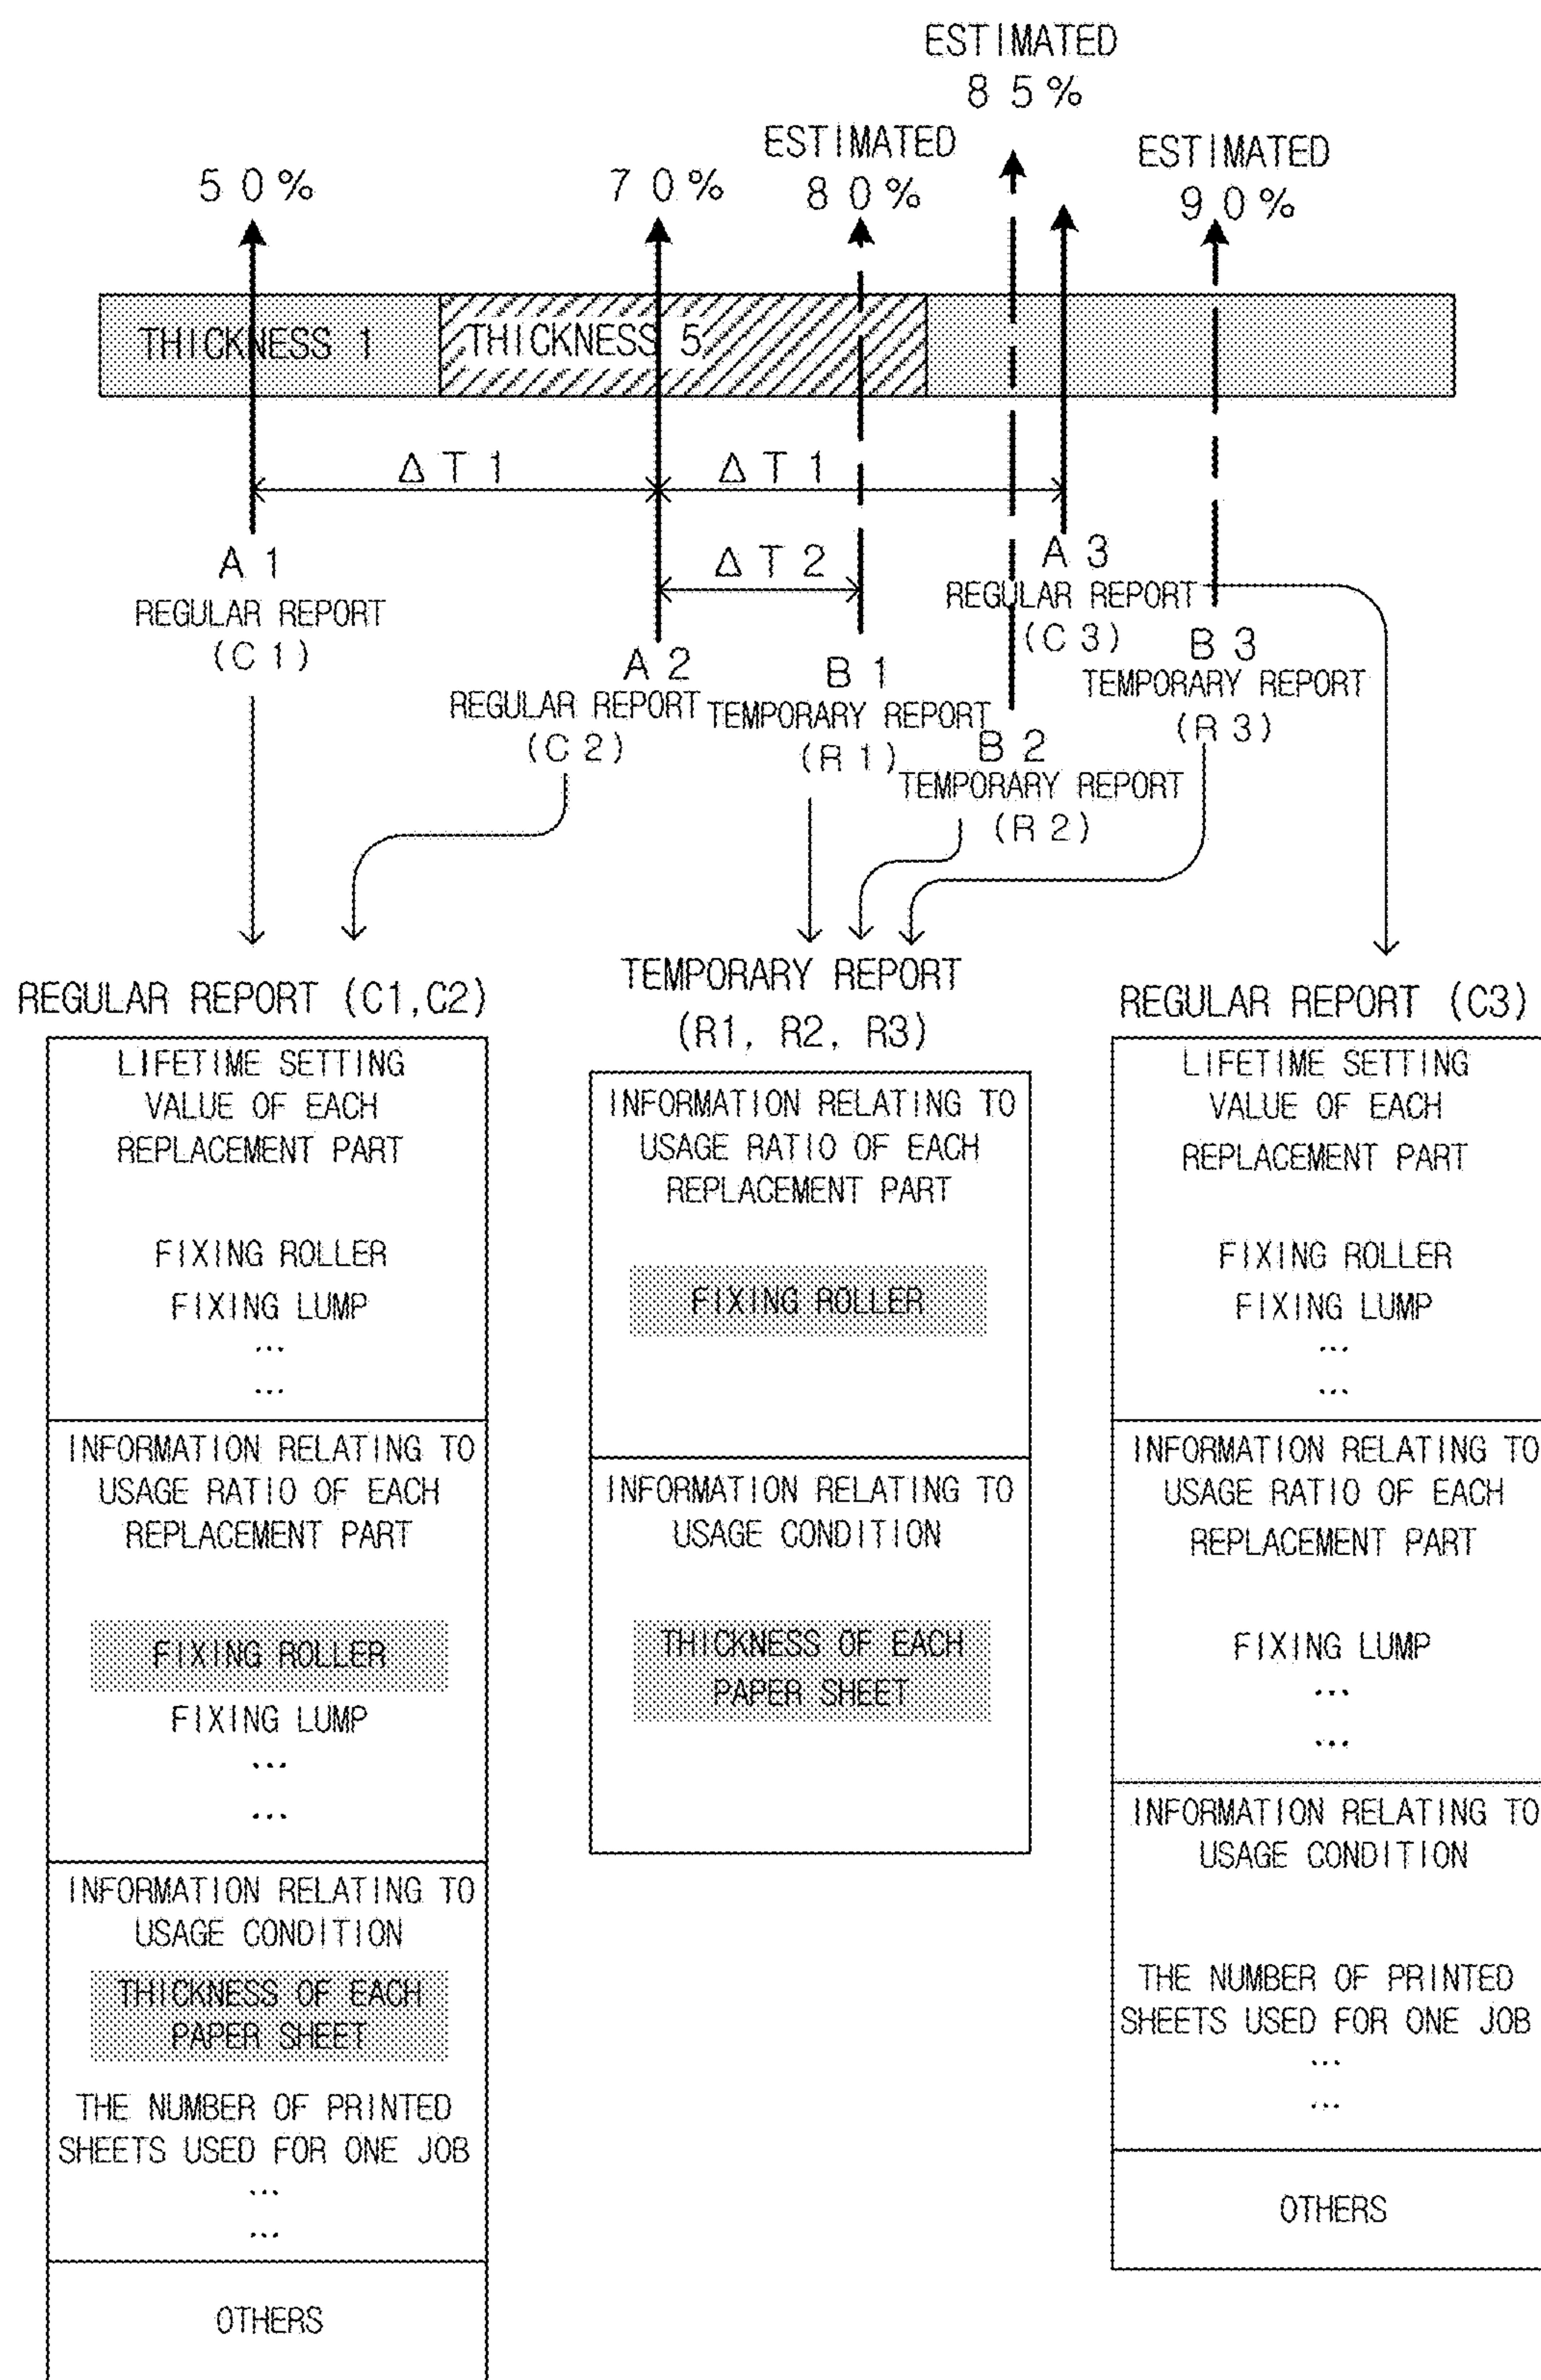 ESTIMATED
85%
ESTIMATED
80%
ESTIMATED
90%
50%
70%
THICKNESS 1
THICKNESS 5
ΔT1
ΔT1
ΔT2
A1
REGULAR REPORT
(C1)
A2
REGULAR REPORT
(C2)
B1
TEMPORARY REPORT
(R1)
B2
TEMPORARY REPORT
(R2)
A3
REGULAR REPORT
(C3)
B3
TEMPORARY REPORT
(R3)
REGULAR REPORT (C1,C2)
LIFETIME SETTING
VALUE OF EACH
REPLACEMENT PART
FIXING ROLLER
FIXING LUMP
...
...
INFORMATION RELATING TO
USAGE RATIO OF EACH
REPLACEMENT PART
FIXING ROLLER
FIXING LUMP
...
...
INFORMATION RELATING TO
USAGE CONDITION
THICKNESS OF EACH
PAPER SHEET
THE NUMBER OF PRINTED
SHEETS USED FOR ONE JOB
...
...
OTHERS
TEMPORARY REPORT
(R1, R2, R3)
INFORMATION RELATING TO
USAGE RATIO OF EACH
REPLACEMENT PART
FIXING ROLLER
INFORMATION RELATING TO
USAGE CONDITION
THICKNESS OF EACH
PAPER SHEET
REGULAR REPORT (C3)
LIFETIME SETTING
VALUE OF EACH
REPLACEMENT PART
FIXING ROLLER
FIXING LUMP
...
...
INFORMATION RELATING TO
USAGE RATIO OF EACH
REPLACEMENT PART
FIXING LUMP
...
...
INFORMATION RELATING TO
USAGE CONDITION
THE NUMBER OF PRINTED
SHEETS USED FOR ONE JOB
...
...
OTHERS